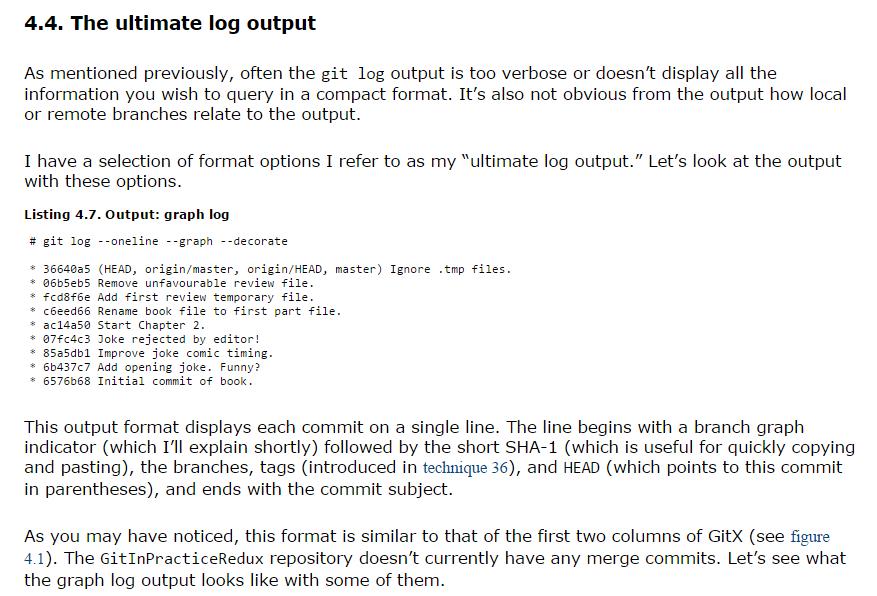 4.4. The ultimate log output
As mentioned previously, often the git log output is too verbose or doesn’t display all the
information you wish to query in a compact format. It’s also not obvious from the output how local
or remote branches relate to the output.
I have a selection of format options I refer to as my “ultimate log output.” Let’s look at the output
with these options.
Listing 4.7. Output: graph log
# git log --oneline --graph --decorate
* 36640a5 (HEAD, origin/master, origin/HEAD, master) Ignore .tmp files.
* 06b5eb5 Remove unfavourable review file.
* fcd8f6e Add first review temporary file.
* c6eed66 Rename book file to first part file.
* ac14a50 Start Chapter 2.
* 07fc4c3 Joke rejected by editor!
* 85a5db1 Improve joke comic timing.
* 6b437c7 Add opening joke. Funny?
* 6576b68 Initial commit of book.
This output format displays each commit on a single line. The line begins with a branch graph
indicator (which I’ll explain shortly) followed by the short SHA-1 (which is useful for quickly copying
and pasting), the branches, tags (introduced in technique 36), and HEAD (which points to this commit
in parentheses), and ends with the commit subject.
As you may have noticed, this format is similar to that of the first two columns of GitX (see figure
4.1). The GitInPracticeRedux repository doesn’t currently have any merge commits. Let’s see what
the graph log output looks like with some of them.